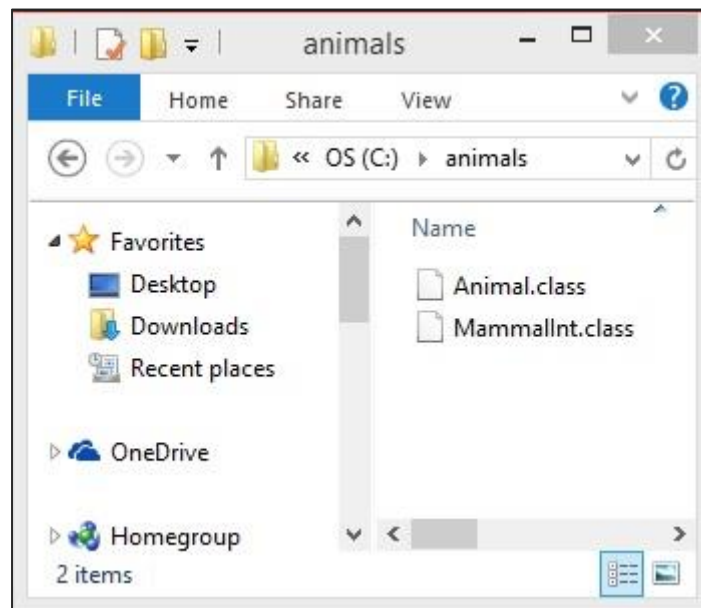 animals
File Home Share View
« OS (C:) animals
Favorites
Desktop
Downloads
Recent places
OneDrive
Homegroup
Name
Animal.class
MammalInt.class
2 items